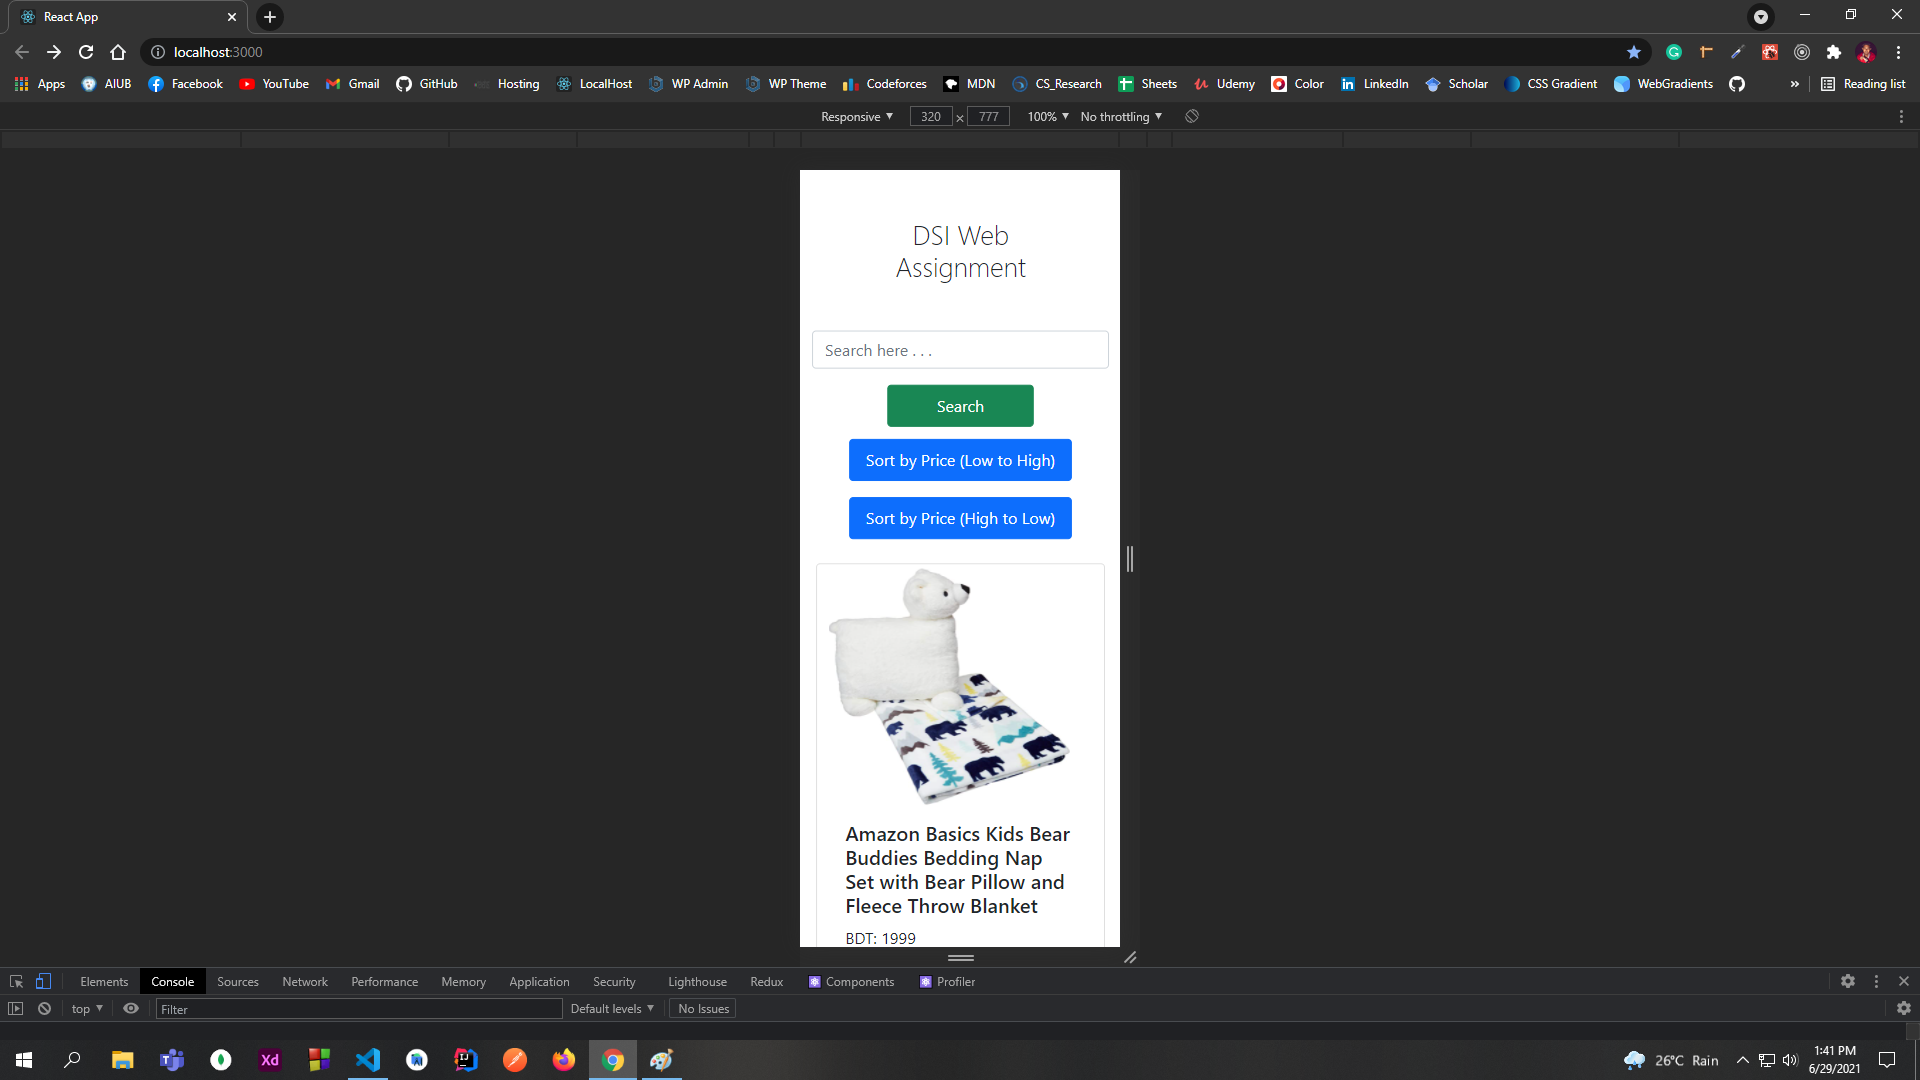 React App
localhost:3000
Apps AIUB Facebook YouTube Gmail GitHub Hosting LocalHost WP Admin WP Theme Codeforces MDN CS_Research Sheets Udemy Color LinkedIn Scholar CSS Gradient WebGradients » Reading list
Responsive 320 × 777 100% No throttling
DSI Web
Assignment
Search here . . .
Search
Sort by Price (Low to High)
Sort by Price (High to Low)
Amazon Basics Kids Bear
Buddies Bedding Nap
Set with Bear Pillow and
Fleece Throw Blanket
BDT: 1999
Elements Console Sources Network Performance Memory Application Security Lighthouse Redux Components Profiler
top Filter Default levels No Issues
Xd
26°C Rain
1:41 PM
6/29/2021